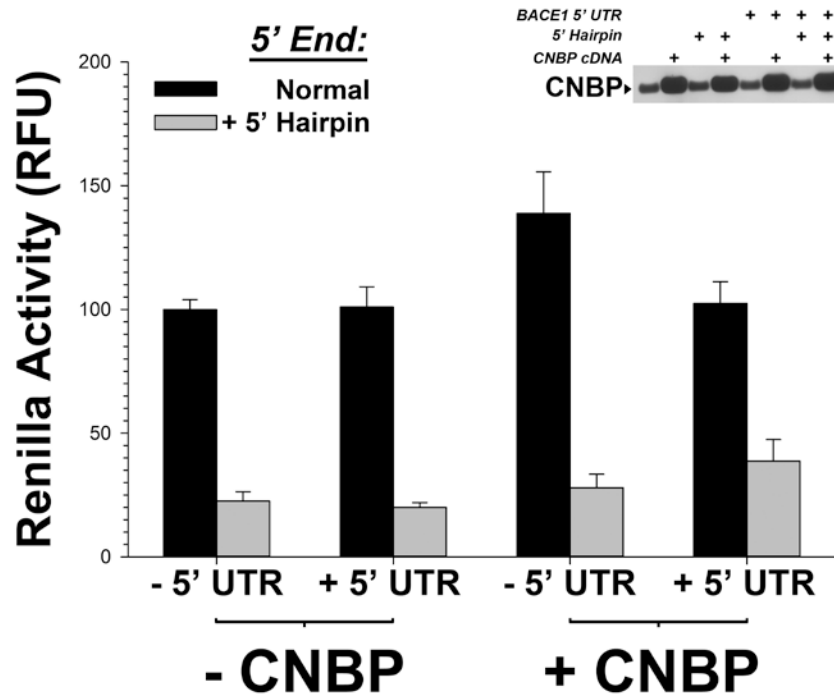 5' End:
Normal
+ 5' Hairpin
BACE1 5' UTR + + + +
5' Hairpin + + + +
CNBP cDNA + + + +
CNBP
Renilla Activity (RFU)
200
150
100
50
0
- 5' UTR + 5' UTR - 5' UTR + 5' UTR
- CNBP + CNBP